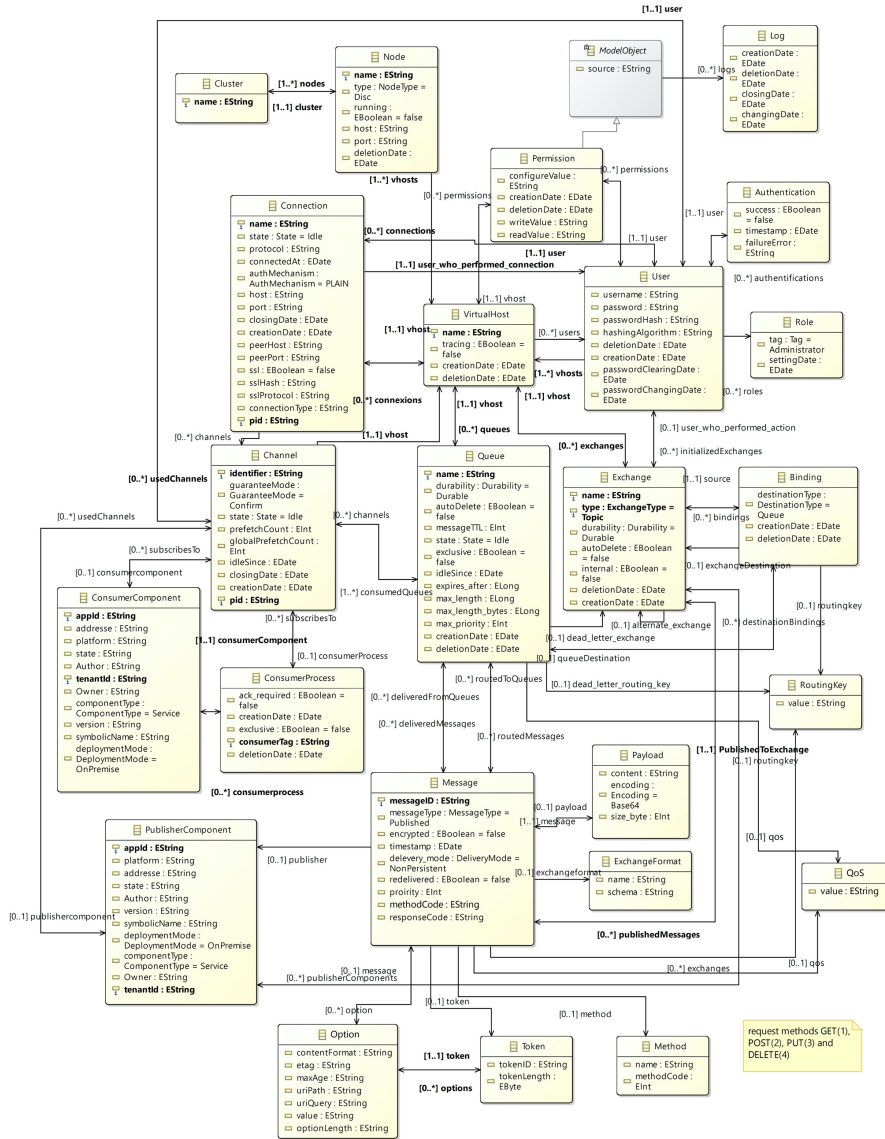 [1..1] user
Cluster
name : EString
[1..*] nodes
[1..1] cluster
Node
name : EString
type : NodeType =
Disc
running :
EBoolean = false
host : EString
port : EString
deletionDate :
EDate
[1..*] vhosts
ModelObject
source : EString
[0..*] logs
Log
creationDate :
EDate
deletionDate :
EDate
closingDate :
EDate
changingDate :
EDate
Permission
configureValue :
EString
creationDate : EDate
deletionDate : EDate
writeValue : EString
readValue : EString
[0..*] permissions
[0..*] permissions
Authentication
success : EBoolean
= false
timestamp : EDate
failureError :
EString
[1..1] user
[0..*] authentifications
Connection
name : EString
state : State = Idle
protocol : EString
connectedAt : EDate
authMechanism :
AuthMechanism = PLAIN
host : EString
port : EString
closingDate : EDate
creationDate : EDate
peerHost : EString
peerPort : EString
ssl : EBoolean = false
sslHash : EString
sslProtocol : EString
connectionType : EString
pid : EString
[0..*] connections
[1..1] user
[1..1] user
[1..1] user_who_performed_connection
[1..1] vhost
VirtualHost
name : EString
tracing : EBoolean =
false
creationDate : EDate
deletionDate : EDate
[1..1] vhost
[0..*] users
[1..*] vhosts
User
username : EString
password : EString
passwordHash : EString
hashingAlgorithm : EString
deletionDate : EDate
creationDate : EDate
passwordClearingDate
: EDate
passwordChangingDate
: EDate
Role
tag : Tag =
Administrator
settingDate :
EDate
[0..*] roles
[0..*] connexions
[1..1] vhost
[1..1] vhost
[0..*] channels
[1..1] vhost
[0..*] queues
[0..*] exchanges
[0..1] user_who_performed_action
[0..*] initializedExchanges
Channel
identifier : EString
guaranteeMode :
GuaranteeMode =
Confirm
state : State = Idle
prefetchCount : EInt
globalPrefetchCount :
EInt
idleSince : EDate
closingDate : EDate
creationDate : EDate
pid : EString
[0..*] usedChannels
[0..*] usedChannels
[0..*] subscribesTo
[0..1] consumercomponent
[0..*] channels
[1..*] consumedQueues
Queue
name : EString
durability : Durability =
Durable
autoDelete : EBoolean =
false
messageTTL : EInt
state : State = Idle
exclusive : EBoolean =
false
idleSince : EDate
expires_after : ELong
max_length : ELong
max_length_bytes : ELong
max_priority : EInt
creationDate : EDate
deletionDate : EDate
Exchange
name : EString
type : ExchangeType =
Topic
durability : Durability =
Durable
autoDelete : EBoolean
= false
internal : EBoolean =
false
deletionDate : EDate
creationDate : EDate
[1..1] source
[0..*] bindings
[0..1] exchangeDestination
Binding
destinationType :
DestinationType =
Queue
creationDate : EDate
deletionDate : EDate
[0..1] routingkey
[0..*] destinationBindings
[0..1] alternate_exchange
[0..1] dead_letter_exchange
[0..1] queueDestination
[0..1] dead_letter_routing_key
ConsumerComponent
appId : EString
addresse : EString
platform : EString
state : EString
Author : EString
tenantId : EString
Owner : EString
componentType :
ComponentType = Service
version : EString
symbolicName : EString
deploymentMode :
DeploymentMode =
OnPremise
[0..*] subscribesTo
[1..1] consumerComponent
[0..1] consumerProcess
ConsumerProcess
ack_required : EBoolean =
false
creationDate : EDate
exclusive : EBoolean = false
consumerTag : EString
deletionDate : EDate
[0..*] consumerprocess
[0..*] deliveredFromQueues
[0..*] deliveredMessages
[0..*] routedToQueues
[0..*] routedMessages
RoutingKey
value : EString
[1..1] PublishedToExchange
[0..1] routingkey
Payload
content : EString
encoding :
Encoding =
Base64
size_byte : EInt
[0..1] payload
[1..1] message
Message
messageID : EString
messageType : MessageType =
Published
encrypted : EBoolean = false
timestamp : EDate
delevery_mode : DeliveryMode =
NonPersistent
redelivered : EBoolean = false
proirity : EInt
methodCode : EString
responseCode : EString
[0..1] exchangeformat
ExchangeFormat
name : EString
schema : EString
[0..1] qos
QoS
value : EString
[0..1] publisher
PublisherComponent
appId : EString
platform : EString
addresse : EString
state : EString
Author : EString
version : EString
symbolicName : EString
deploymentMode :
DeploymentMode = OnPremise
componentType :
ComponentType = Service
Owner : EString
tenantId : EString
[0..1] publishercomponent
[0..*] publishedMessages
[0..*] exchanges
[0..1] qos
[0..1] message
[0..*] publisherComponents
[0..*] option
[0..1] token
[0..1] method
Option
contentFormat : EString
etag : EString
maxAge : EString
uriPath : EString
uriQuery : EString
value : EString
optionLength : EString
[1..1] token
[0..*] options
Token
tokenID : EString
tokenLength :
EByte
Method
name : EString
methodCode :
EInt
request methods GET(1),
POST(2), PUT(3) and
DELETE(4)